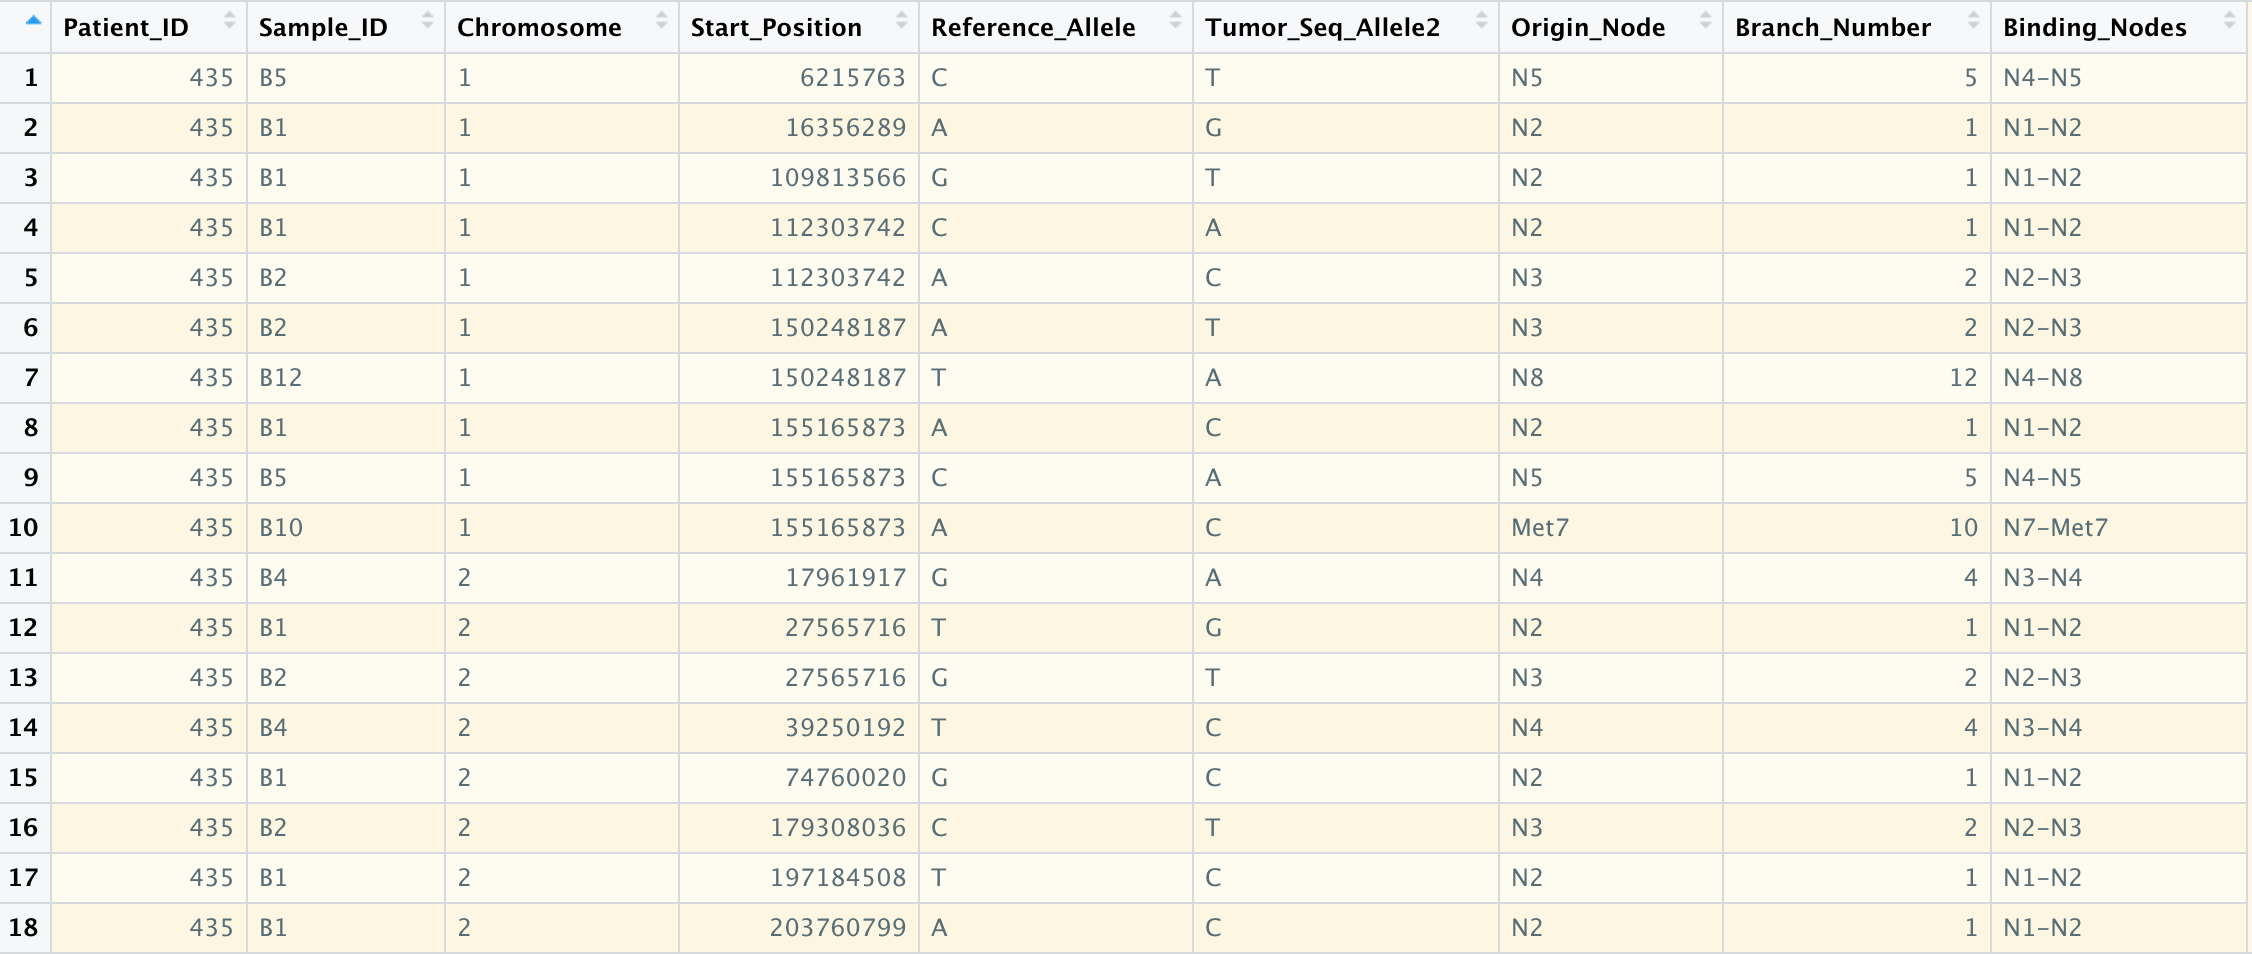 Patient_ID Sample_ID Chromosome Start_Position Reference_Allele Tumor_Seq_Allele2 Origin_Node Branch_Number Binding_Nodes
1 435 B5 1 6215763 C T N5 5 N4–N5
2 435 B1 1 16356289 A G N2 1 N1–N2
3 435 B1 1 109813566 G T N2 1 N1–N2
4 435 B1 1 112303742 C A N2 1 N1–N2
5 435 B2 1 112303742 A C N3 2 N2–N3
6 435 B2 1 150248187 A T N3 2 N2–N3
7 435 B12 1 150248187 T A N8 12 N4–N8
8 435 B1 1 155165873 A C N2 1 N1–N2
9 435 B5 1 155165873 C A N5 5 N4–N5
10 435 B10 1 155165873 A C Met7 10 N7–Met7
11 435 B4 2 17961917 G A N4 4 N3–N4
12 435 B1 2 27565716 T G N2 1 N1–N2
13 435 B2 2 27565716 G T N3 2 N2–N3
14 435 B4 2 39250192 T C N4 4 N3–N4
15 435 B1 2 74760020 G C N2 1 N1–N2
16 435 B2 2 179308036 C T N3 2 N2–N3
17 435 B1 2 197184508 T C N2 1 N1–N2
18 435 B1 2 203760799 A C N2 1 N1–N2